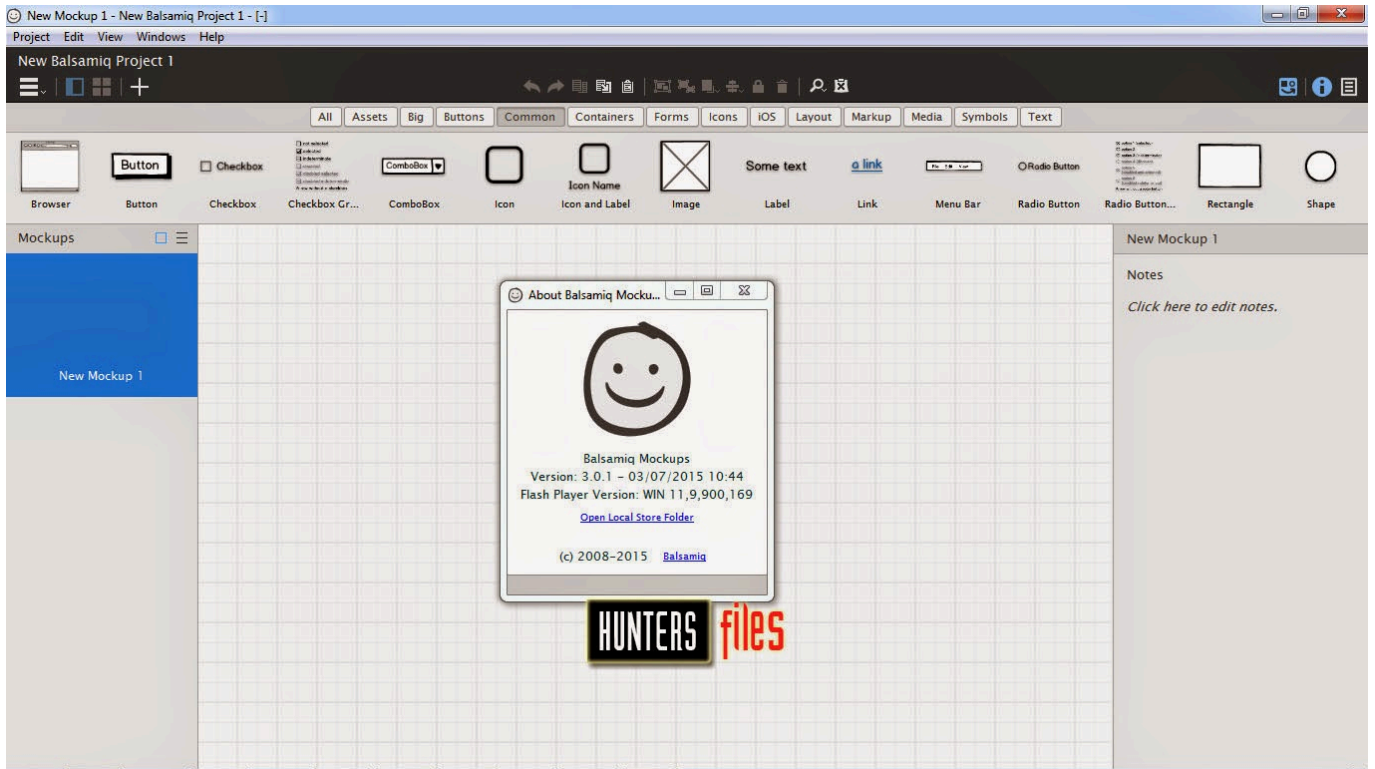 New Mockup 1 - New Balsamiq Project 1 - [-]
Project Edit View Windows Help
New Balsamiq Project 1
All Assets Big Buttons Common Containers Forms Icons iOS Layout Markup Media Symbols Text
Button
Checkbox
ComboBox
Icon Name
Some text
a link
Radio Button
Browser Button Checkbox Checkbox Gr... ComboBox Icon Icon and Label Image Label Link Menu Bar Radio Button Radio Button... Rectangle Shape
Mockups
New Mockup 1
New Mockup 1
Notes
Click here to edit notes.
About Balsamiq Mocku...
Balsamiq Mockups
Version: 3.0.1 - 03/07/2015 10:44
Flash Player Version: WIN 11,9,900,169
Open Local Store Folder
(c) 2008-2015 Balsamiq
HUNTERS files